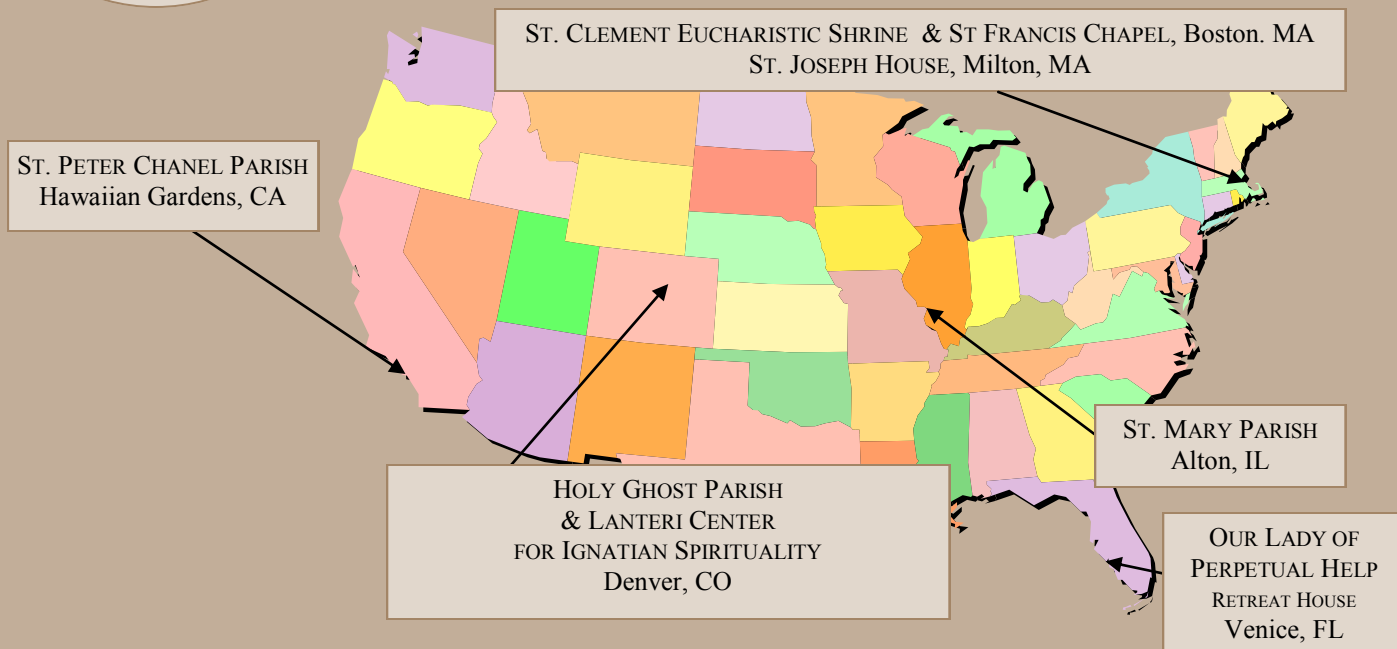 ST. CLEMENT EUCHARISTIC SHRINE & ST FRANCIS CHAPEL, Boston. MA
ST. JOSEPH HOUSE, Milton, MA
ST. PETER CHANEL PARISH
Hawaiian Gardens, CA
ST. MARY PARISH
Alton, IL
HOLY GHOST PARISH
& LANTERI CENTER
FOR IGNATIAN SPIRITUALITY
Denver, CO
OUR LADY OF
PERPETUAL HELP
RETREAT HOUSE
Venice, FL